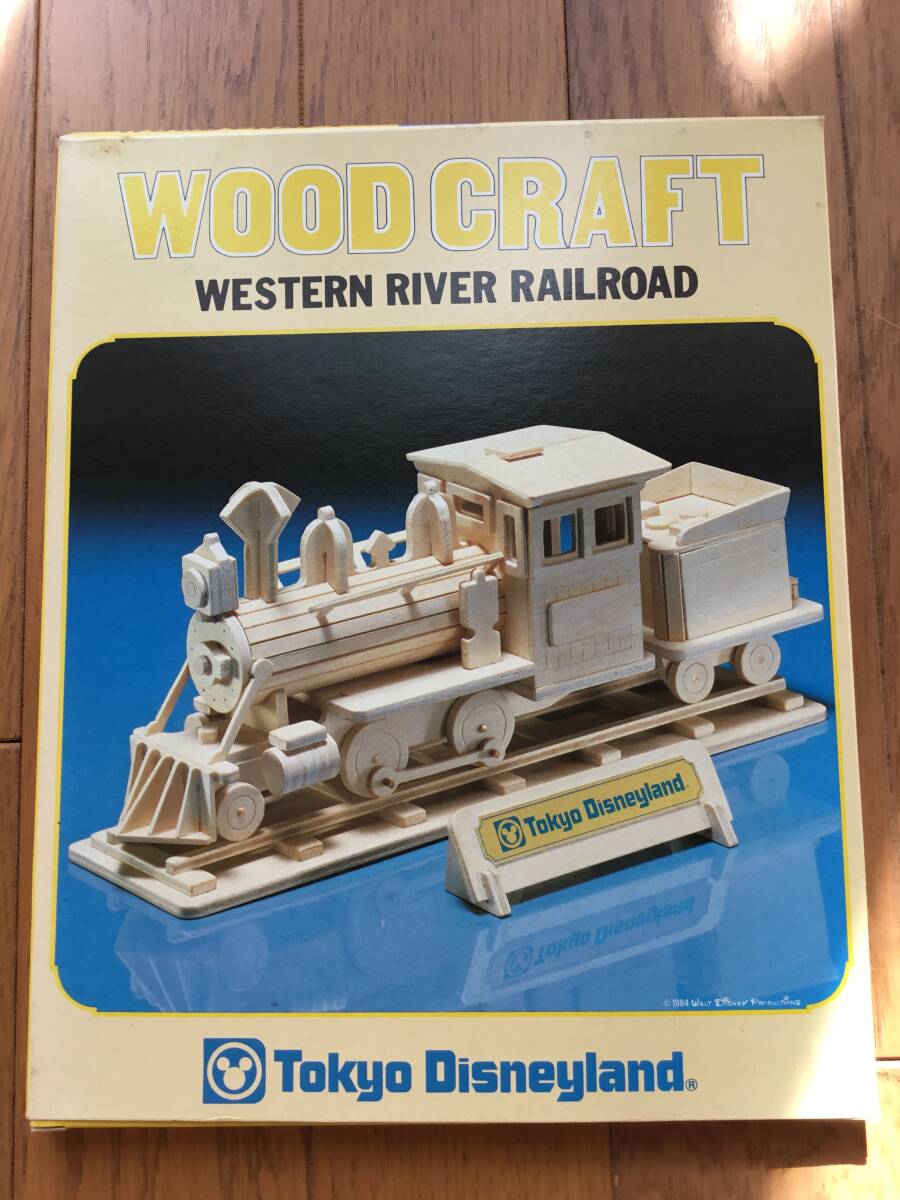 WOOD CRAFT
WESTERN RIVER RAILROAD
Tokyo Disneyland
Tokyo Disneyland
© 1984 WALT DISNEY PRODUCTIONS
Tokyo Disneyland®